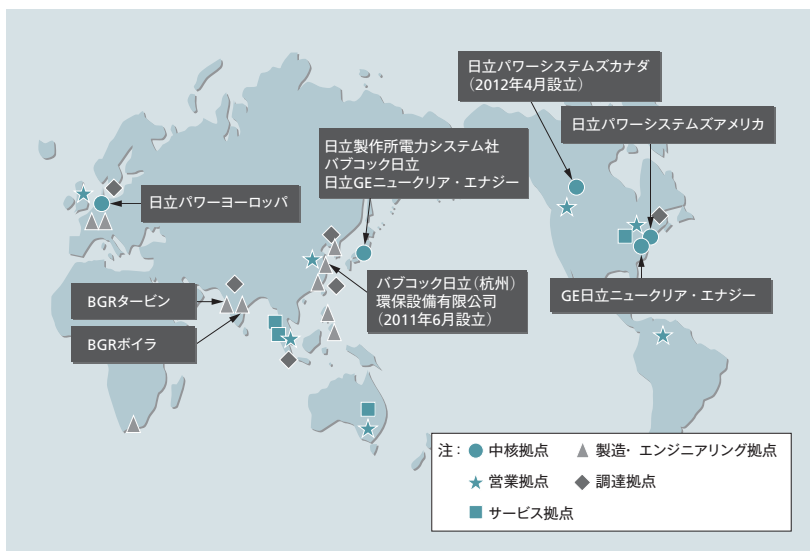 日立パワーシステムズカナダ
(2012年4月設立)
日立パワーシステムズアメリカ
日立製作所電力システム社
バブコック日立
日立GEニュークリア・エナジー
日立パワーヨーロッパ
BGRタービン
BGRボイラ
バブコック日立(杭州)
環保設備有限公司
(2011年6月設立)
GE日立ニュークリア・エナジー
注: 中核拠点 製造・エンジニアリング拠点
営業拠点 調達拠点
サービス拠点